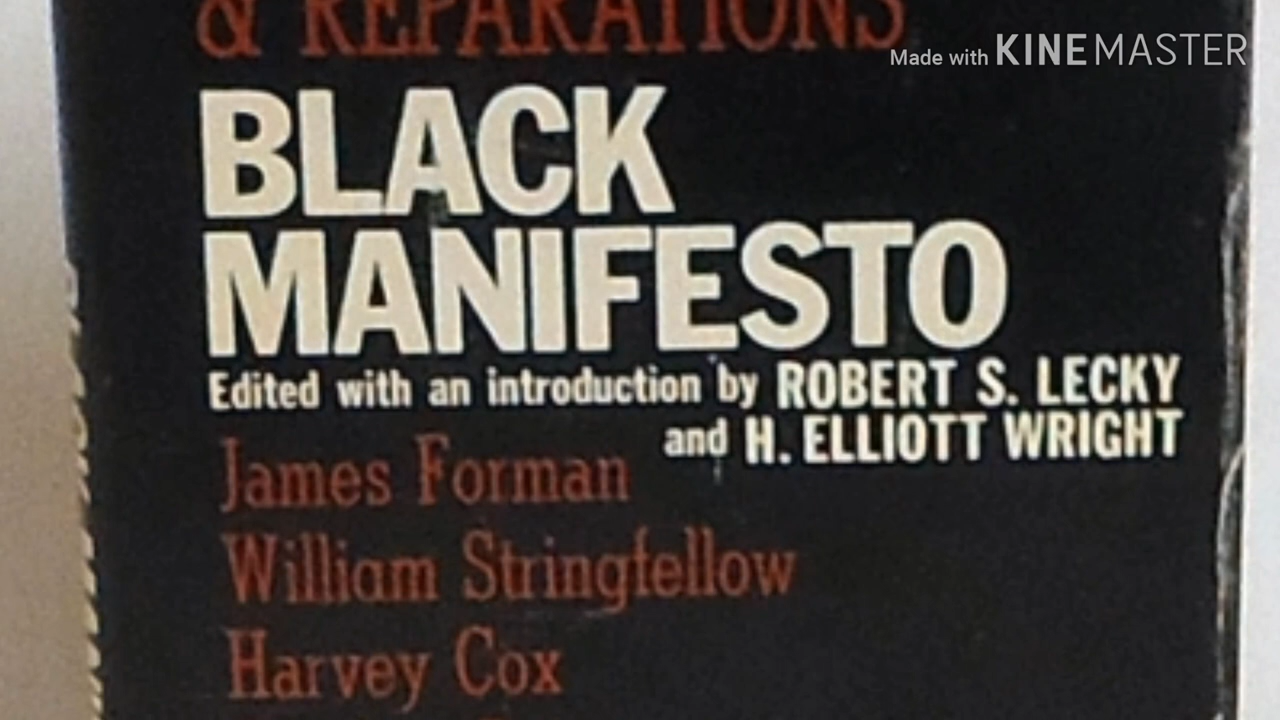 & REPARATIONS
Made with KINEMASTER
BLACK
MANIFESTO
Edited with an introduction by ROBERT S. LECKY
and H. ELLIOTT WRIGHT
James Forman
William Stringfellow
Harvey Cox